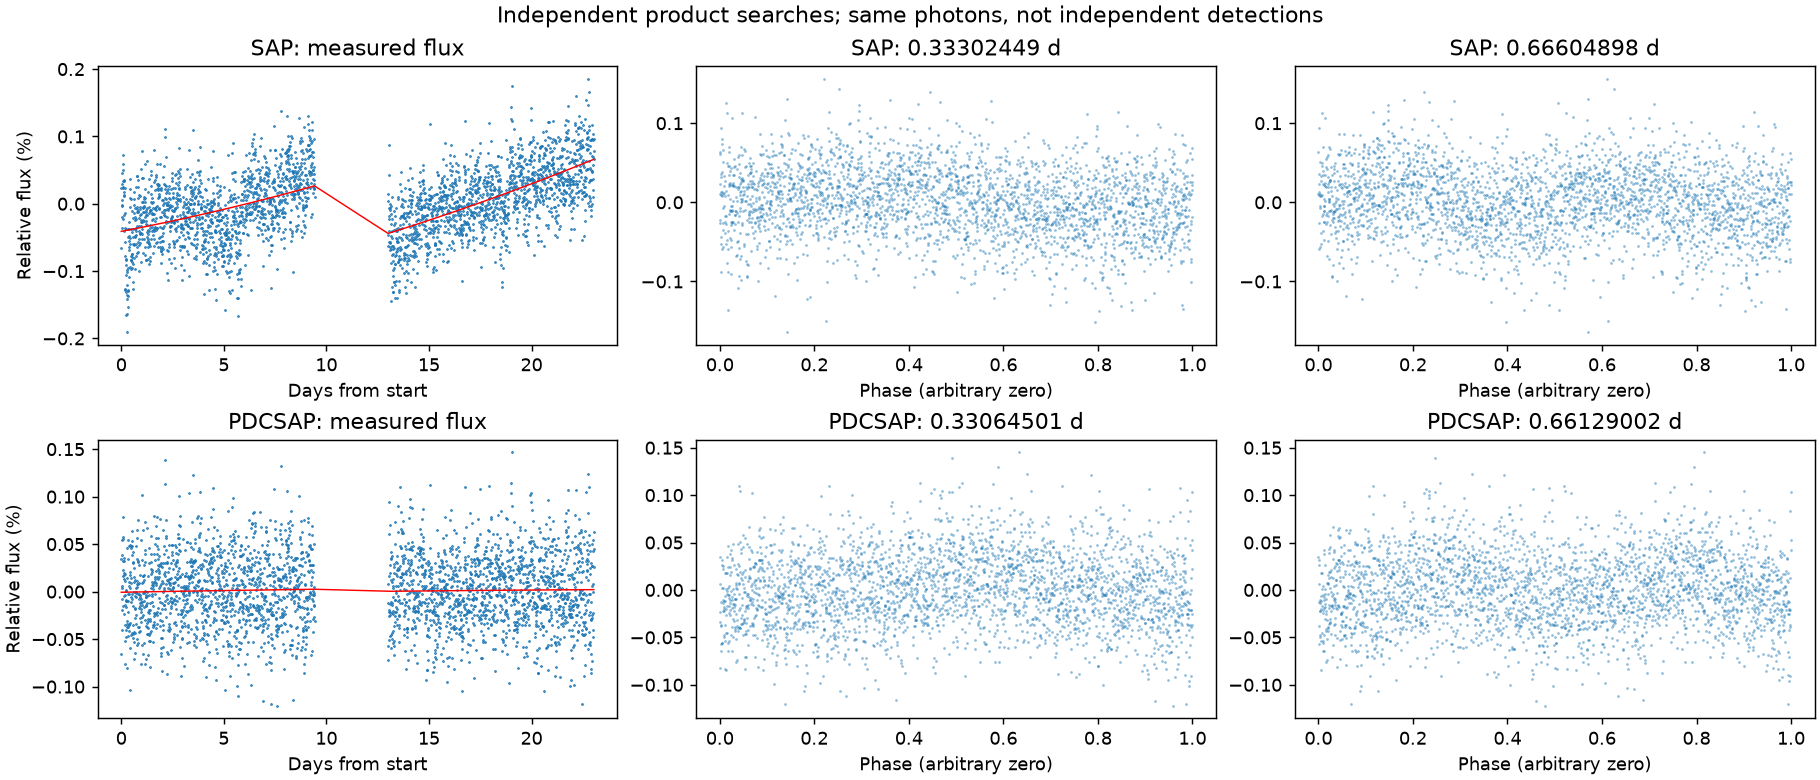 Independent product searches; same photons, not independent detections
SAP: measured flux
SAP: 0.33302449 d
SAP: 0.66604898 d
Relative flux (%)
0.2
0.1
0.0
−0.1
−0.2
0.1
0.0
−0.1
0.1
0.0
−0.1
0 5 10 15 20
0.0 0.2 0.4 0.6 0.8 1.0
0.0 0.2 0.4 0.6 0.8 1.0
Days from start
Phase (arbitrary zero)
Phase (arbitrary zero)
PDCSAP: measured flux
PDCSAP: 0.33064501 d
PDCSAP: 0.66129002 d
Relative flux (%)
0.15
0.10
0.05
0.00
−0.05
−0.10
0.15
0.10
0.05
0.00
−0.05
−0.10
0.15
0.10
0.05
0.00
−0.05
−0.10
0 5 10 15 20
0.0 0.2 0.4 0.6 0.8 1.0
0.0 0.2 0.4 0.6 0.8 1.0
Days from start
Phase (arbitrary zero)
Phase (arbitrary zero)